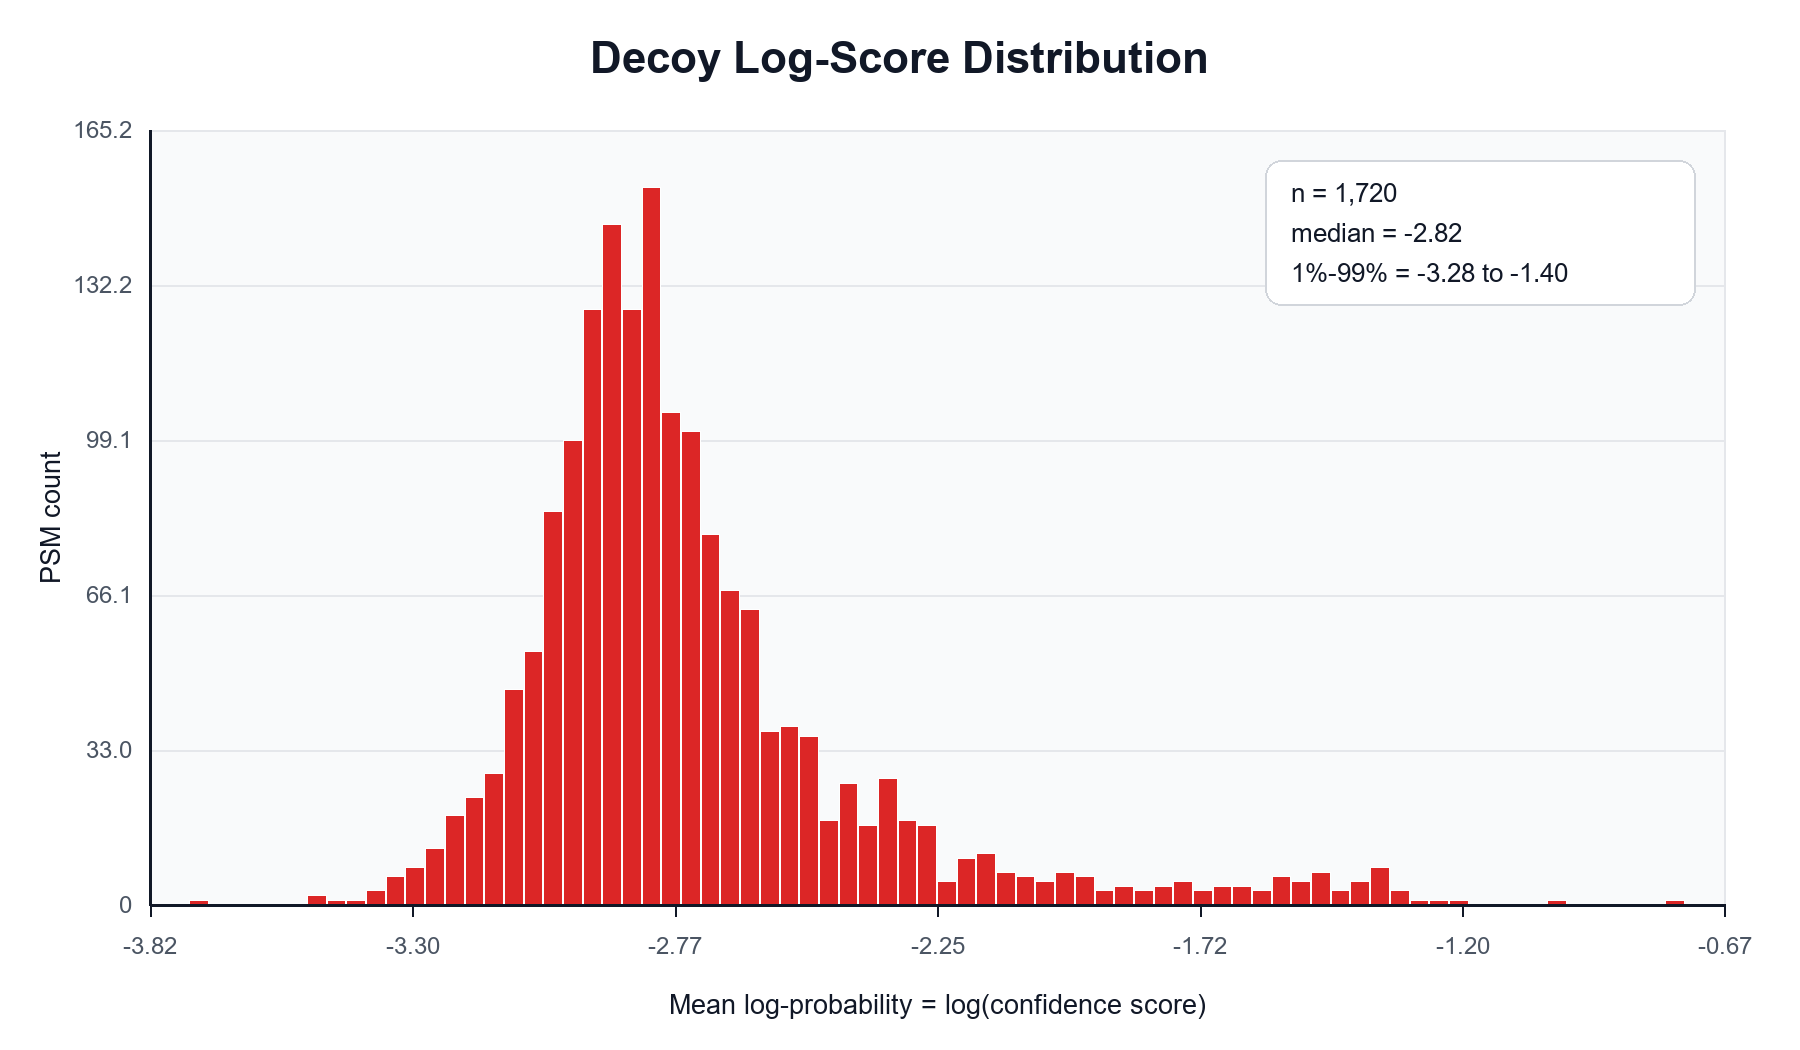 Decoy Log-Score Distribution
165.2
132.2
99.1
66.1
33.0
0
PSM count
n = 1,720
median = -2.82
1%-99% = -3.28 to -1.40
-3.82 -3.30 -2.77 -2.25 -1.72 -1.20 -0.67
Mean log-probability = log(confidence score)